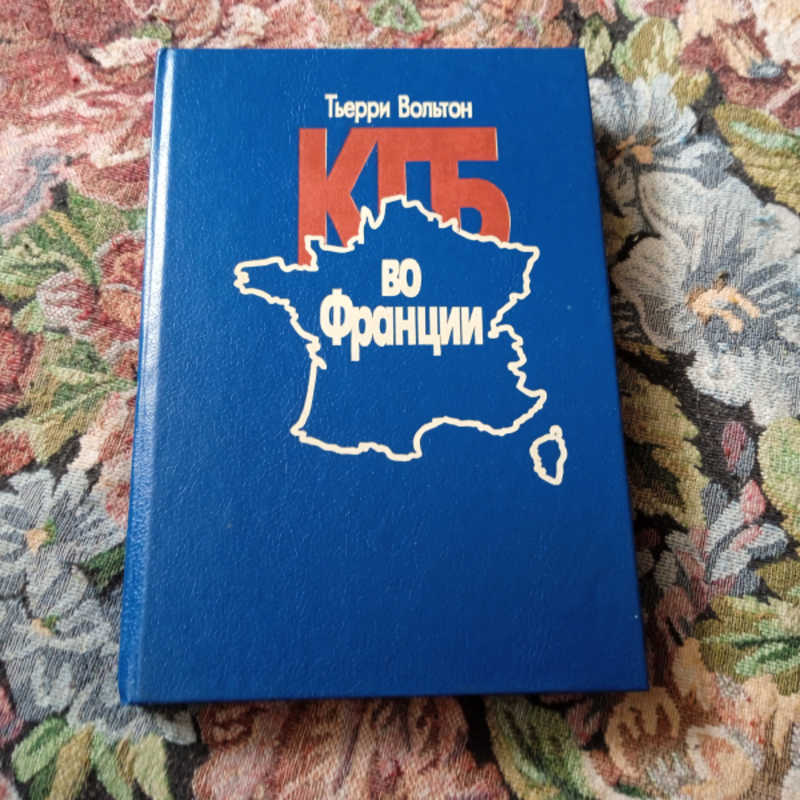 Тьерри Вольтон
КГБ
во
Франции